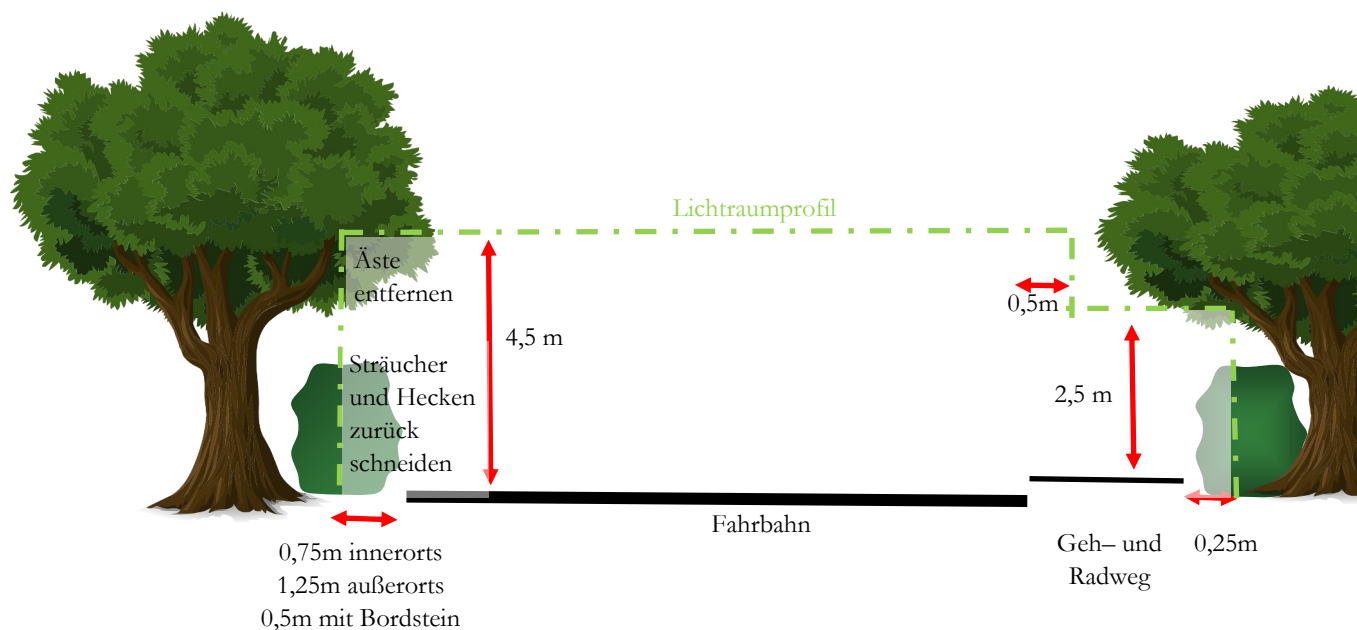 Lichtraumprofil
Äste
entfernen
0,5m
4,5 m
Sträucher
und Hecken
zurück
schneiden
2,5 m
Fahrbahn
0,75m innerorts
1,25m außerorts
0,5m mit Bordstein
Geh– und
Radweg
0,25m